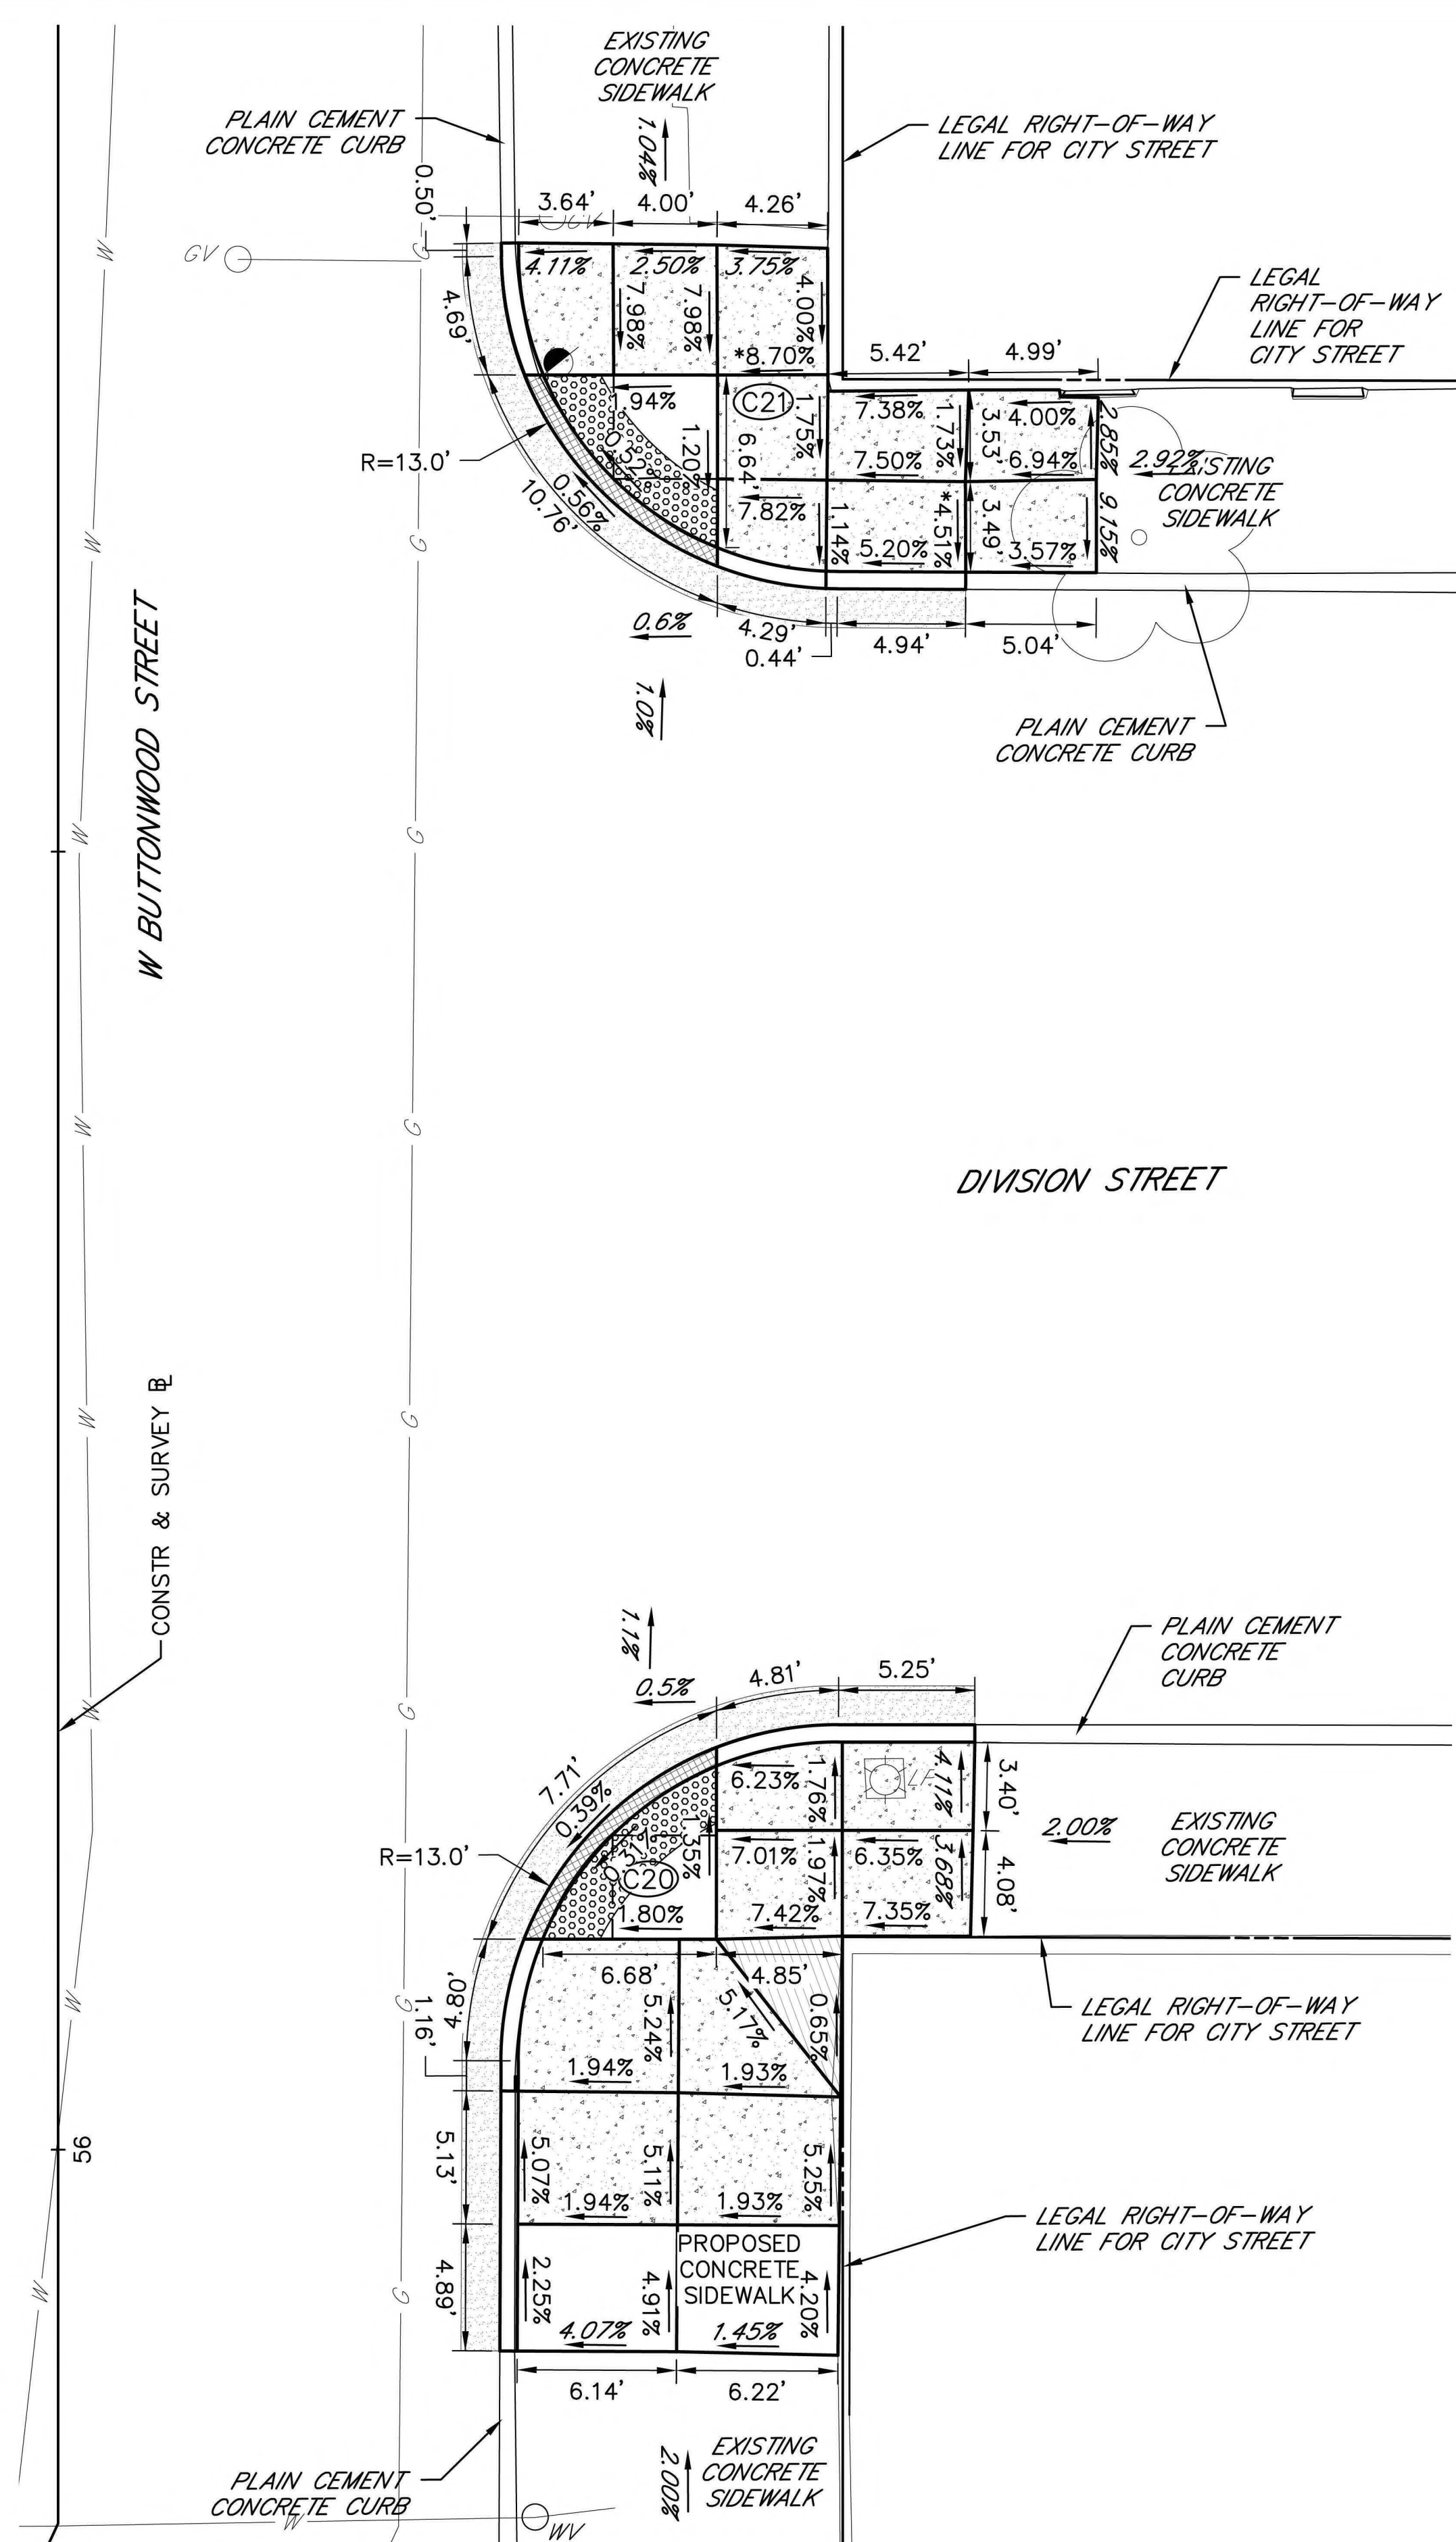 EXISTING
CONCRETE
SIDEWALK
PLAIN CEMENT
CONCRETE CURB
1.04%
LEGAL RIGHT-OF-WAY
LINE FOR CITY STREET
0.50'
3.64'
4.00'
4.26'
GV
G
W
4.11%
2.50%
3.75%
LEGAL
RIGHT-OF-WAY
LINE FOR
CITY STREET
4.69'
7.98%
7.98%
4.00%
*8.70%
5.42'
4.99'
1.94%
C21
1.75%
7.38%
1.73%
3.53'
4.00%
2.85%
R=13.0'
0.32%
1.20%
6.64'
7.50%
6.94%
2.92%
EXISTING
CONCRETE
SIDEWALK
0.56%
10.76'
7.82%
1.14%
5.20%
*4.51%
3.49'
3.57%
9.15%
W
G
0.6%
4.29'
0.44'
4.94'
5.04'
1.0%
PLAIN CEMENT
CONCRETE CURB
W BUTTONWOOD STREET
W
G
W
G
DIVISION STREET
CONSTR & SURVEY BL
W
G
1.1%
0.5%
4.81'
5.25'
PLAIN CEMENT
CONCRETE
CURB
W
G
7.71'
0.39%
6.23%
1.76%
4.11%
3.40'
R=13.0'
0.31%
1.35%
7.01%
1.97%
6.35%
3.68%
4.08'
2.00%
EXISTING
CONCRETE
SIDEWALK
C20
1.80%
7.42%
7.35%
6.68'
4.85'
4.80'
1.16'
G
W
5.24%
5.17%
0.65%
1.94%
1.93%
LEGAL RIGHT-OF-WAY
LINE FOR CITY STREET
56
5.13'
5.07%
5.11%
5.25%
1.94%
1.93%
LEGAL RIGHT-OF-WAY
LINE FOR CITY STREET
W
G
4.89'
2.25%
4.91%
PROPOSED
CONCRETE
SIDEWALK
4.20%
4.07%
1.45%
6.14'
6.22'
2.00%
EXISTING
CONCRETE
SIDEWALK
PLAIN CEMENT
CONCRETE CURB
W
WV